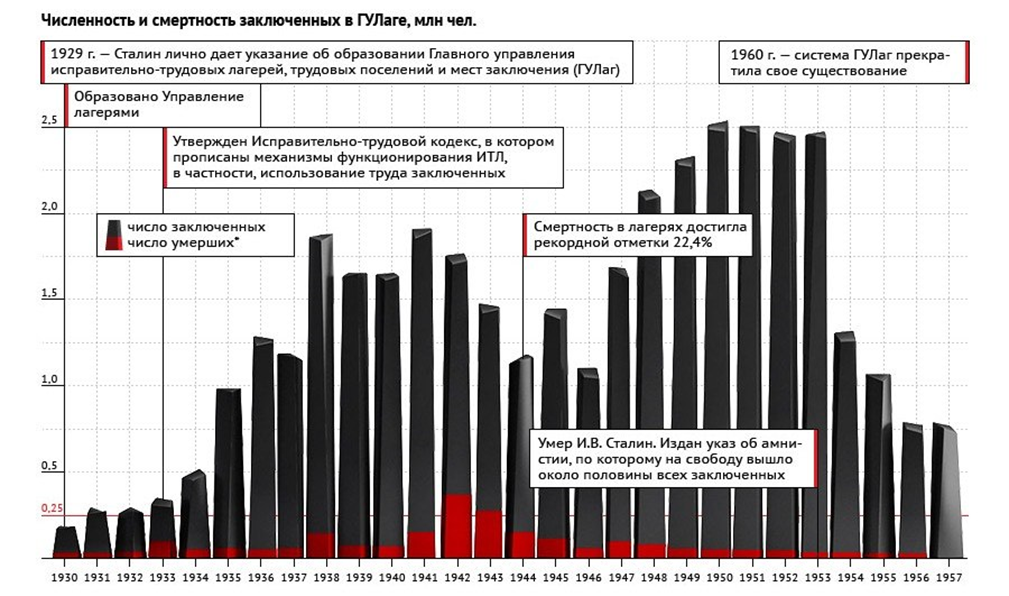 Численность и смертность заключенных в ГУЛаге, млн чел.
1929 г. — Сталин лично дает указание об образовании Главного управления
исправительно-трудовых лагерей, трудовых поселений и мест заключения (ГУЛаг)
1960 г. — система ГУЛаг прекра-
тила свое существование
Образовано Управление
лагерями
2,5
Утвержден Исправительно-трудовой кодекс, в котором
прописаны механизмы функционирования ИТЛ,
в частности, использование труда заключенных
2,0
число заключенных
число умерших*
Смертность в лагерях достигла
рекордной отметки 22,4%
1,5
1,0
Умер И.В. Сталин. Издан указ об амни-
стии, по которому на свободу вышло
около половины всех заключенных
0,5
0,25
1930 1931 1932 1933 1934 1935 1936 1937 1938 1939 1940 1941 1942 1943 1944 1945 1946 1947 1948 1949 1950 1951 1952 1953 1954 1955 1956 1957